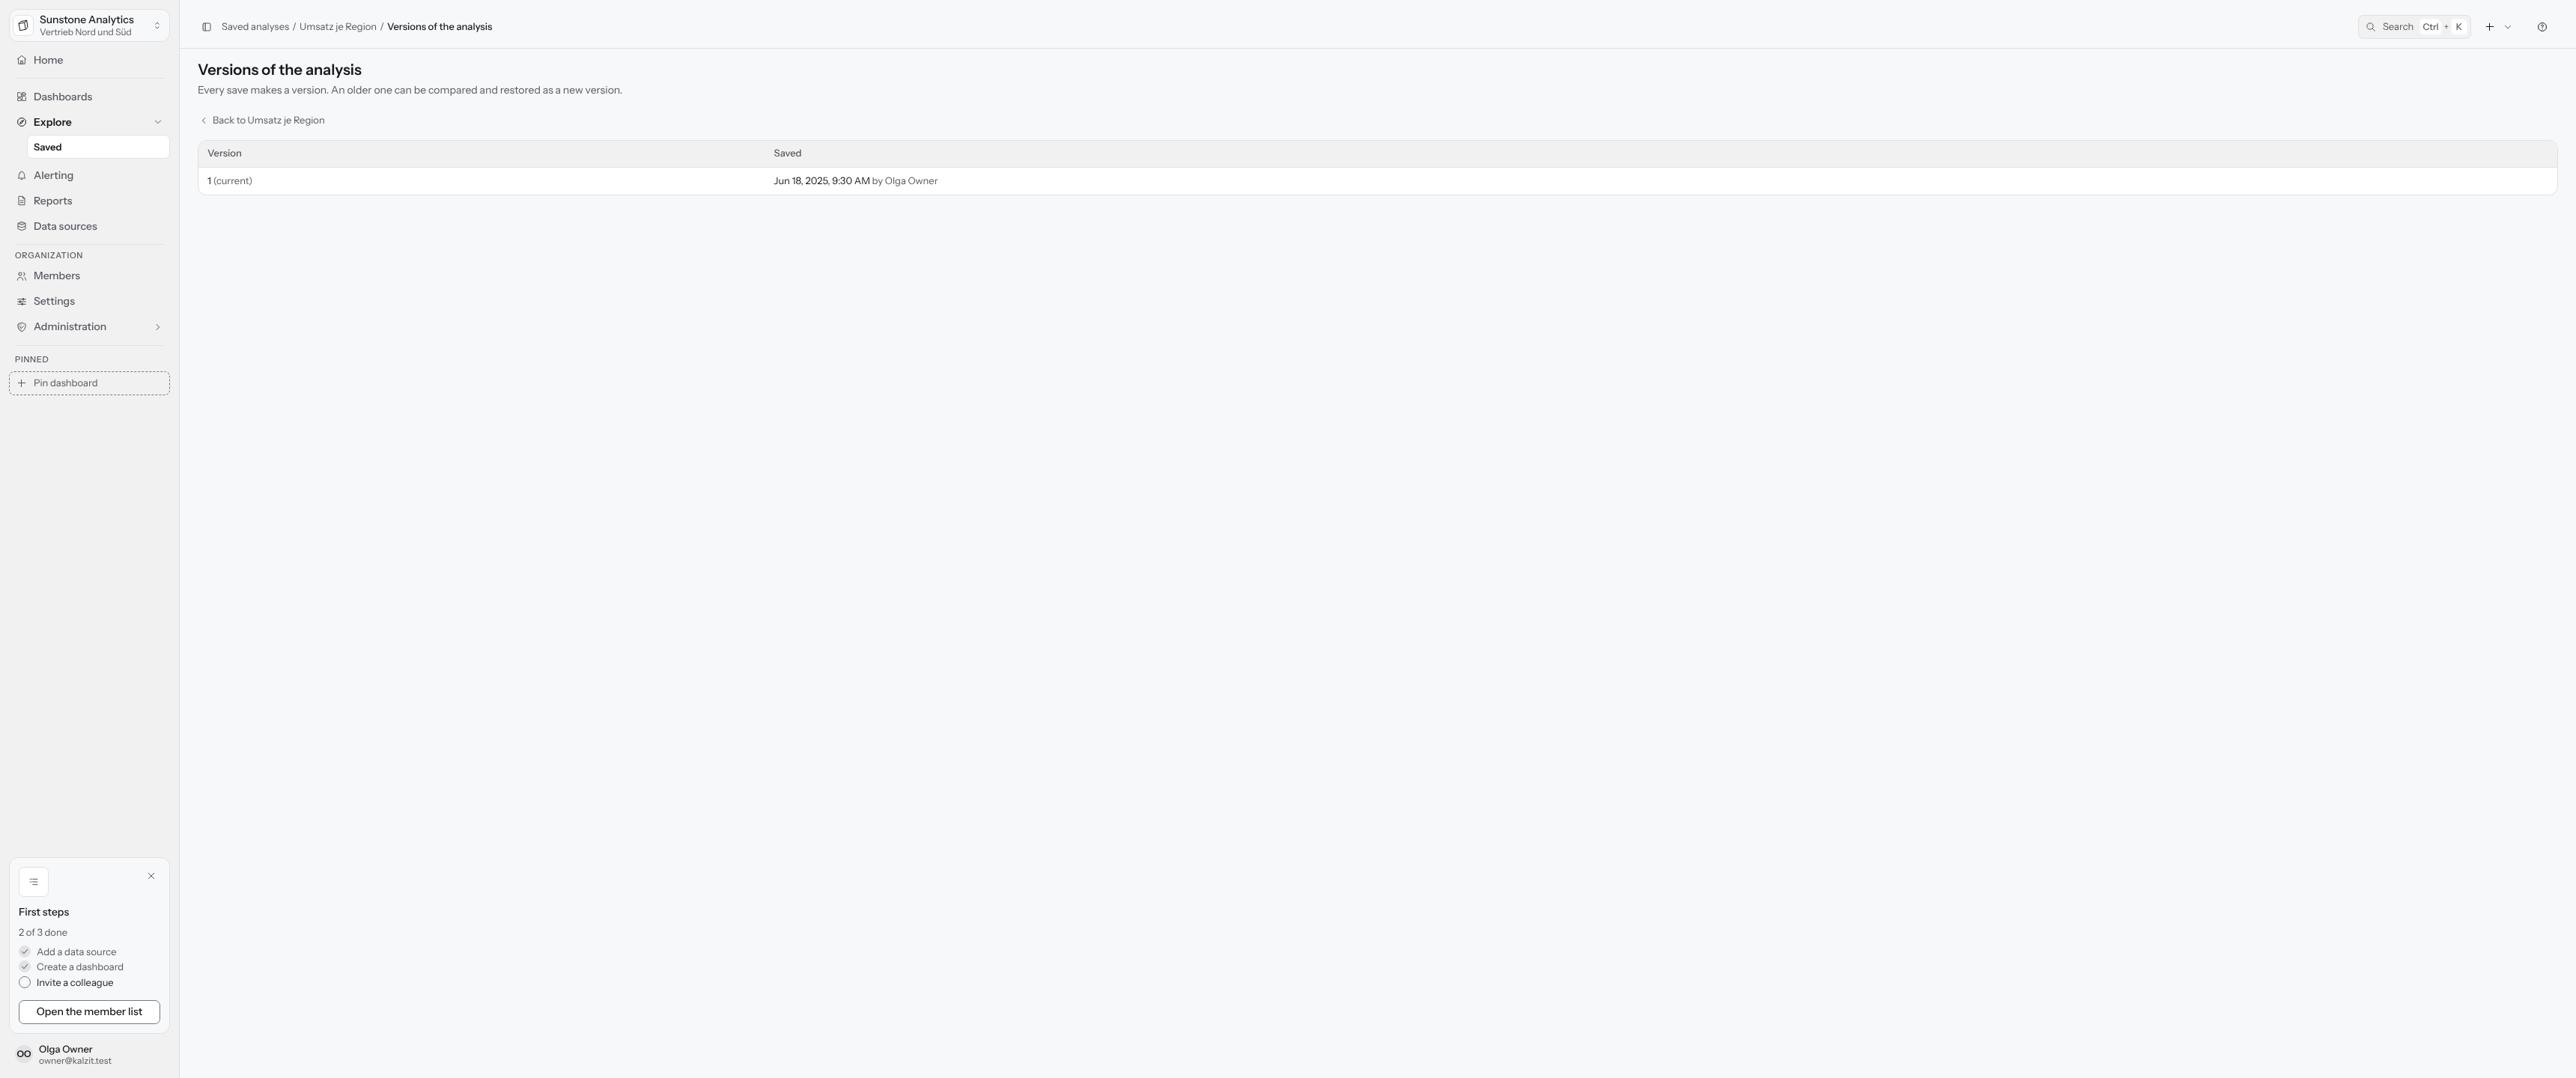 Sunstone Analytics
Vertrieb Nord und Süd
Home
Dashboards
Explore
Saved
Alerting
Reports
Data sources
ORGANIZATION
Members
Settings
Administration
PINNED
Pin dashboard
First steps
2 of 3 done
Add a data source
Create a dashboard
Invite a colleague
Open the member list
OO
Olga Owner
owner@kalzit.test
Saved analyses / Umsatz je Region / Versions of the analysis
Search Ctrl + K
Versions of the analysis
Every save makes a version. An older one can be compared and restored as a new version.
Back to Umsatz je Region
Version Saved
1 (current) Jun 18, 2025, 9:30 AM by Olga Owner